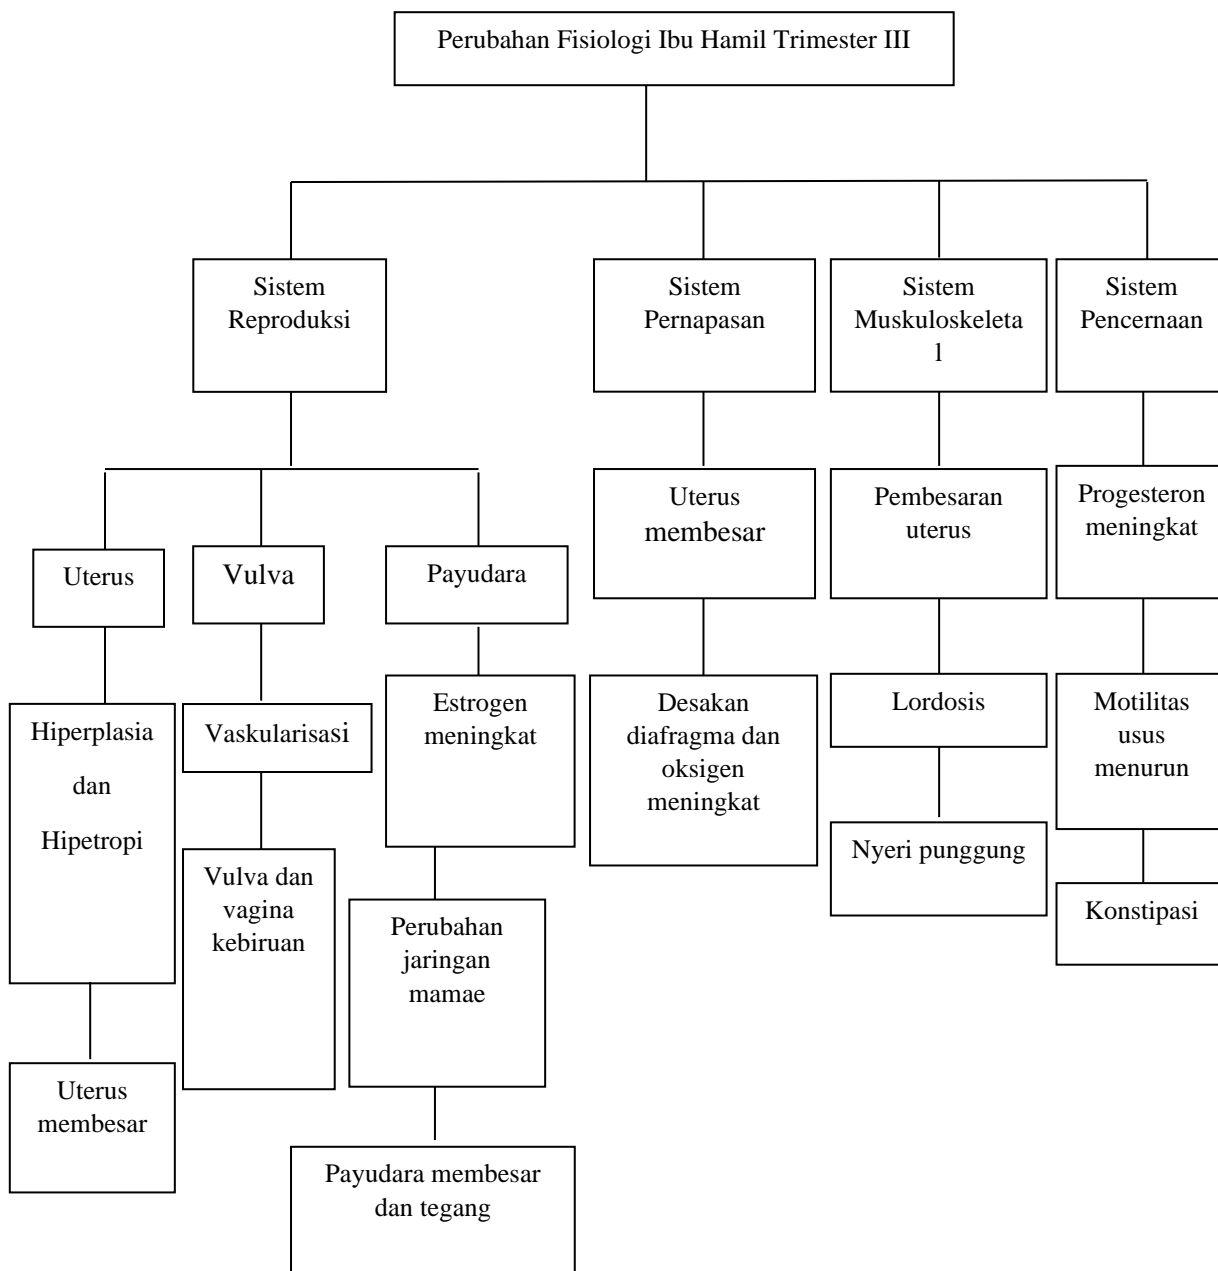 Perubahan Fisiologi Ibu Hamil Trimester III
Sistem
Reproduksi
Sistem
Pernapasan
Sistem
Muskuloskeleta
l
Sistem
Pencernaan
Uterus
membesar
Pembesaran
uterus
Progesteron
meningkat
Uterus
Vulva
Payudara
Hiperplasia
dan
Hipetropi
Vaskularisasi
Estrogen
meningkat
Desakan
diafragma dan
oksigen
meningkat
Lordosis
Motilitas
usus
menurun
Vulva dan
vagina
kebiruan
Perubahan
jaringan
mamae
Nyeri punggung
Konstipasi
Uterus
membesar
Payudara membesar
dan tegang